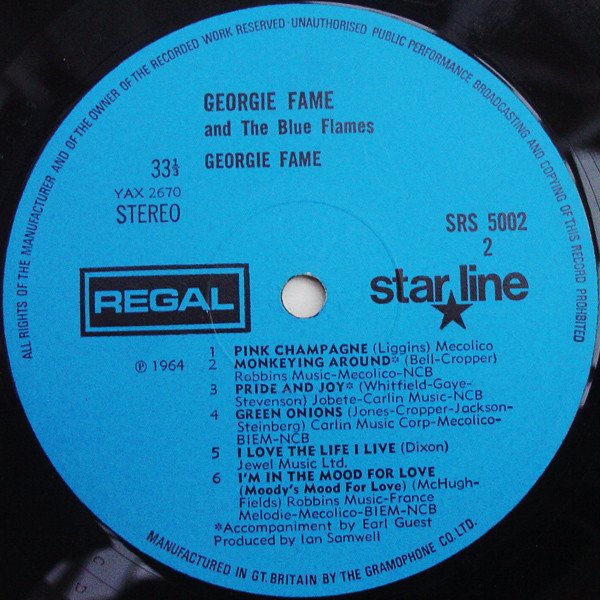 ALL RIGHTS OF THE MANUFACTURER AND OF THE OWNER OF THE RECORDED WORK RESERVED-UNAUTHORISED PUBLIC PERFORMANCE BROADCASTING AND COPYING OF THIS RECORD PROHIBITED
GEORGIE FAME
and The Blue Flames
GEORGIE FAME
33⅓
YAX 2670
STEREO
SRS 5002
2
REGAL
star line
℗ 1964
1 PINK CHAMPAGNE (Liggins) Mecolico
2 MONKEYING AROUND* (Bell-Cropper)
Robbins Music-Mecolico-NCB
3 PRIDE AND JOY* (Whitfield-Gaye-
Stevenson) Jobete-Carlin Music-NCB
4 GREEN ONIONS (Jones-Cropper-Jackson-
Steinberg) Carlin Music Corp-Mecolico-
BIEM-NCB
5 I LOVE THE LIFE I LIVE (Dixon)
Jewel Music Ltd.
6 I'M IN THE MOOD FOR LOVE
(Moody's Mood For Love) (McHugh-
Fields) Robbins Music-France
Melodie-Mecolico-BIEM-NCB
*Accompaniment by Earl Guest
Produced by Ian Samwell
MANUFACTURED IN GT. BRITAIN BY THE GRAMOPHONE CO. LTD.